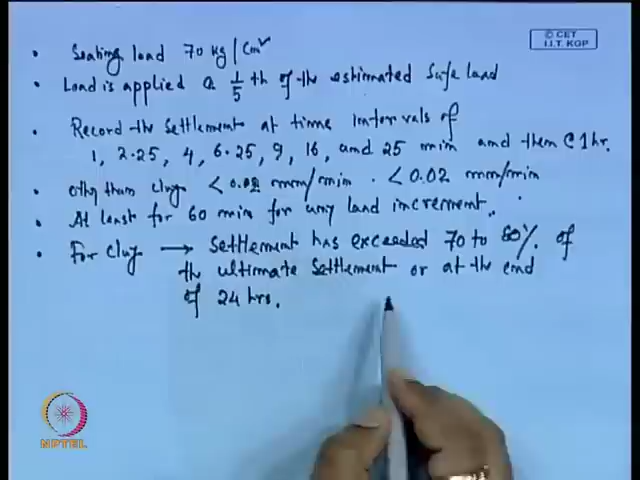 © CET
I.I.T. KGP
• Seating load 70 kg/cm²
• Load is applied @ 1/5 th of the estimated safe load
• Record the settlement at time intervals of
1, 2.25, 4, 6.25, 9, 16, and 25 min and then @ 1 hr.
• other than clay < 0.02 mm/min . < 0.02 mm/min
• At least for 60 min for any load increment.
• For Clay → Settlement has exceeded 70 to 80% of
the ultimate settlement or at the end
of 24 hrs.
NPTEL